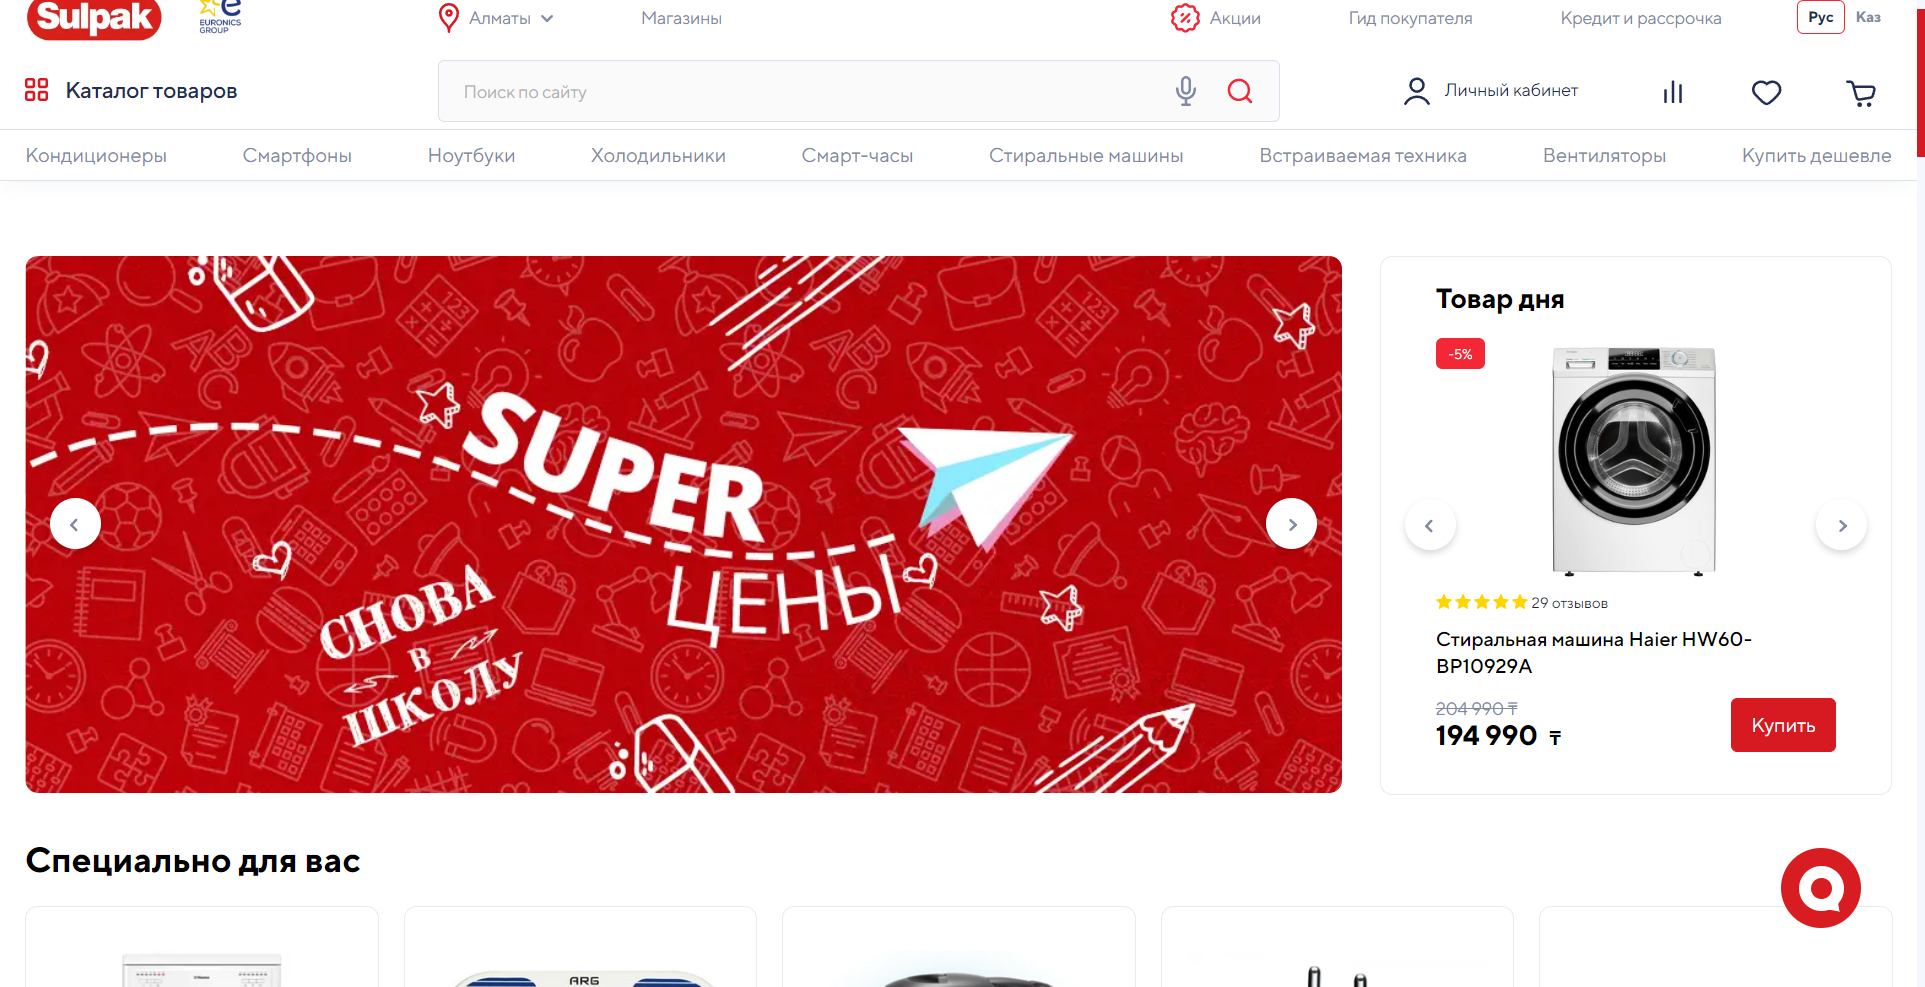 Sulpak
EURONICS
GROUP
Алматы
Магазины
Акции
Гид покупателя
Кредит и рассрочка
Рус
Каз
Каталог товаров
Поиск по сайту
Личный кабинет
Кондиционеры
Смартфоны
Ноутбуки
Холодильники
Смарт-часы
Стиральные машины
Встраиваемая техника
Вентиляторы
Купить дешевле
SUPER
ЦЕНЫ
СНОВА
В
ШКОЛУ
Товар дня
-5%
29 отзывов
Стиральная машина Haier HW60-
BP10929A
204 990 ₸
194 990 ₸
Купить
Специально для вас
ARG